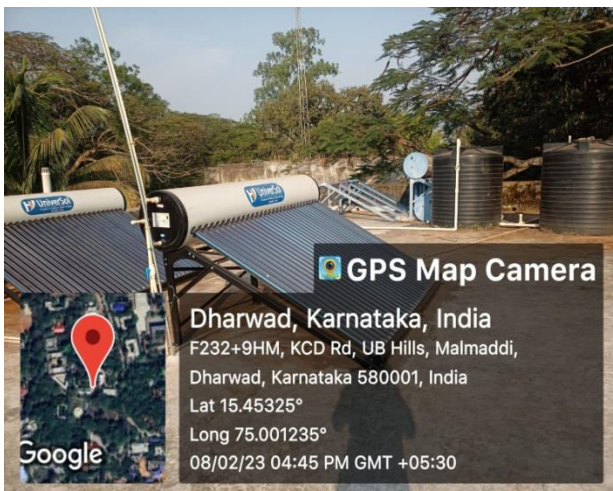 UniverSol
UniverSol
GPS Map Camera
Dharwad, Karnataka, India
F232+9HM, KCD Rd, UB Hills, Malmaddi,
Dharwad, Karnataka 580001, India
Lat 15.45325°
Long 75.001235°
08/02/23 04:45 PM GMT +05:30
Google